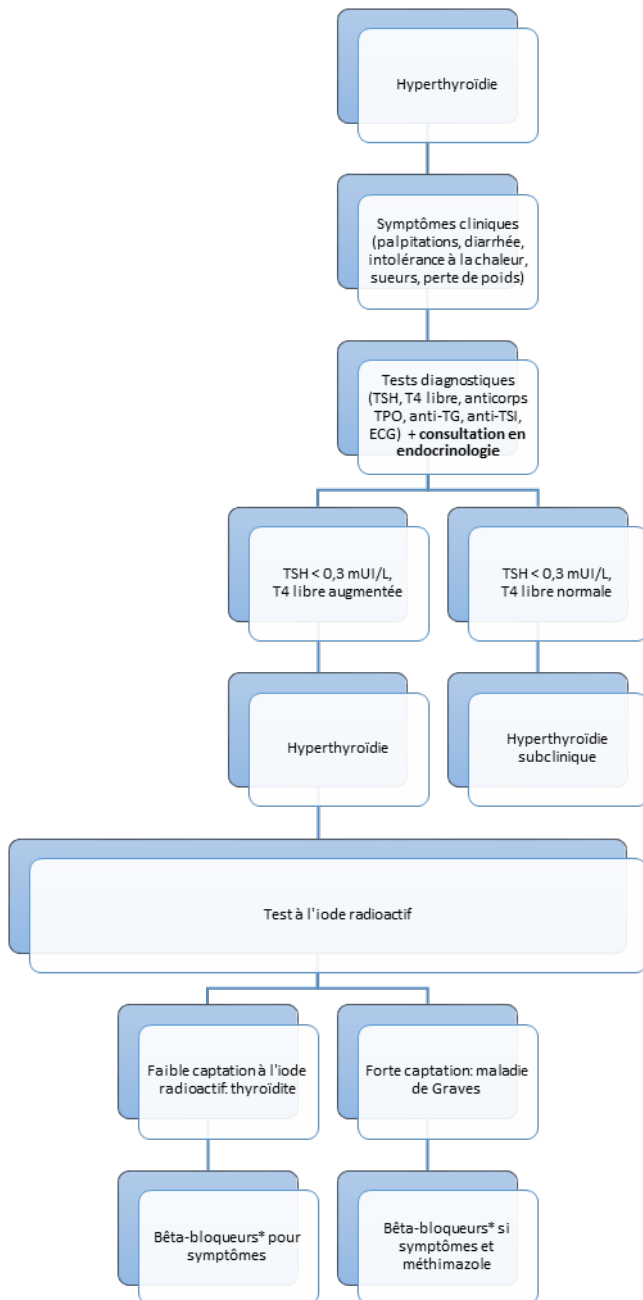 Hyperthyroïdie
Symptômes cliniques
(palpitations, diarrhée,
intolérance à la chaleur,
sueurs, perte de poids)
Tests diagnostiques
(TSH, T4 libre, anticorps
TPO, anti-TG, anti-TSI,
ECG) + consultation en
endocrinologie
TSH < 0,3 mUI/L,
T4 libre augmentée
TSH < 0,3 mUI/L,
T4 libre normale
Hyperthyroïdie
Hyperthyroïdie
subclinique
Test à l'iode radioactif
Faible captation à l'iode
radioactif: thyroïdite
Forte captation: maladie
de Graves
Bêta-bloqueurs* pour
symptômes
Bêta-bloqueurs* si
symptômes et
méthimazole